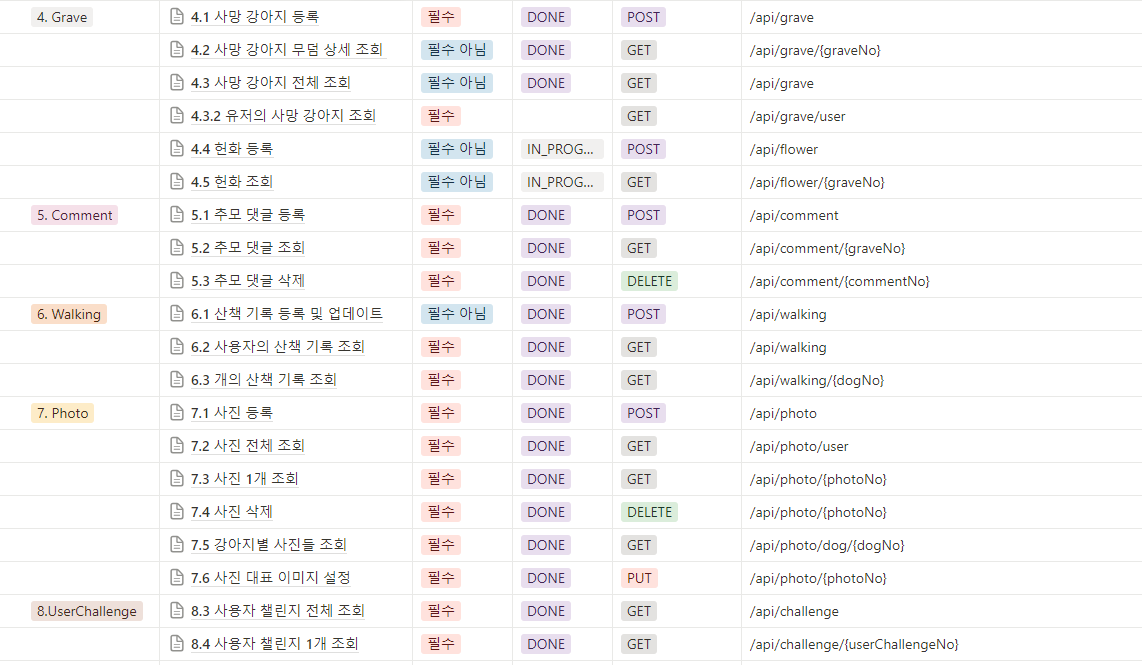 4. Grave 4.1 사망 강아지 등록 필수 DONE POST /api/grave
4.2 사망 강아지 무덤 상세 조회 필수 아님 DONE GET /api/grave/{graveNo}
4.3 사망 강아지 전체 조회 필수 아님 DONE GET /api/grave
4.3.2 유저의 사망 강아지 조회 필수 GET /api/grave/user
4.4 헌화 등록 필수 아님 IN_PROG... POST /api/flower
4.5 헌화 조회 필수 아님 IN_PROG... GET /api/flower/{graveNo}
5. Comment 5.1 추모 댓글 등록 필수 DONE POST /api/comment
5.2 추모 댓글 조회 필수 DONE GET /api/comment/{graveNo}
5.3 추모 댓글 삭제 필수 DONE DELETE /api/comment/{commentNo}
6. Walking 6.1 산책 기록 등록 및 업데이트 필수 아님 DONE POST /api/walking
6.2 사용자의 산책 기록 조회 필수 DONE GET /api/walking
6.3 개의 산책 기록 조회 필수 DONE GET /api/walking/{dogNo}
7. Photo 7.1 사진 등록 필수 DONE POST /api/photo
7.2 사진 전체 조회 필수 DONE GET /api/photo/user
7.3 사진 1개 조회 필수 DONE GET /api/photo/{photoNo}
7.4 사진 삭제 필수 DONE DELETE /api/photo/{photoNo}
7.5 강아지별 사진들 조회 필수 DONE GET /api/photo/dog/{dogNo}
7.6 사진 대표 이미지 설정 필수 DONE PUT /api/photo/{photoNo}
8.UserChallenge 8.3 사용자 챌린지 전체 조회 필수 DONE GET /api/challenge
8.4 사용자 챌린지 1개 조회 필수 DONE GET /api/challenge/{userChallengeNo}